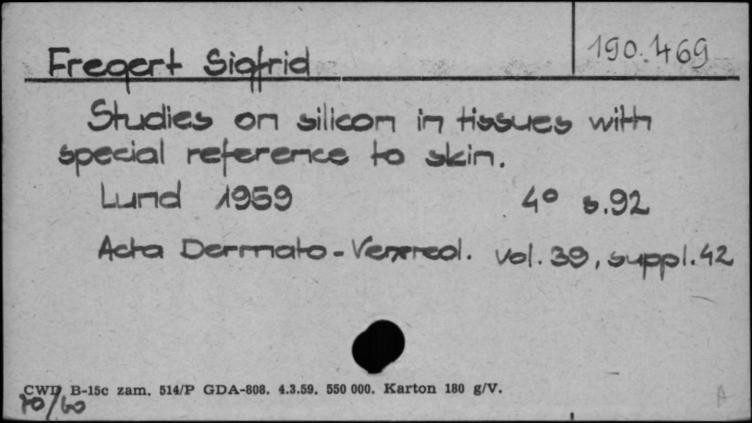 190.469
Fregert Sigfrid
Studies on silicon in tissues with
special reference to skin.
Lund 1959 4° s.92
Acta Dermato-Venereol. vol.39, suppl.42
CWD B-15c zam. 514/P GDA-808. 4.3.59. 550 000. Karton 180 g/V.
70/60
A